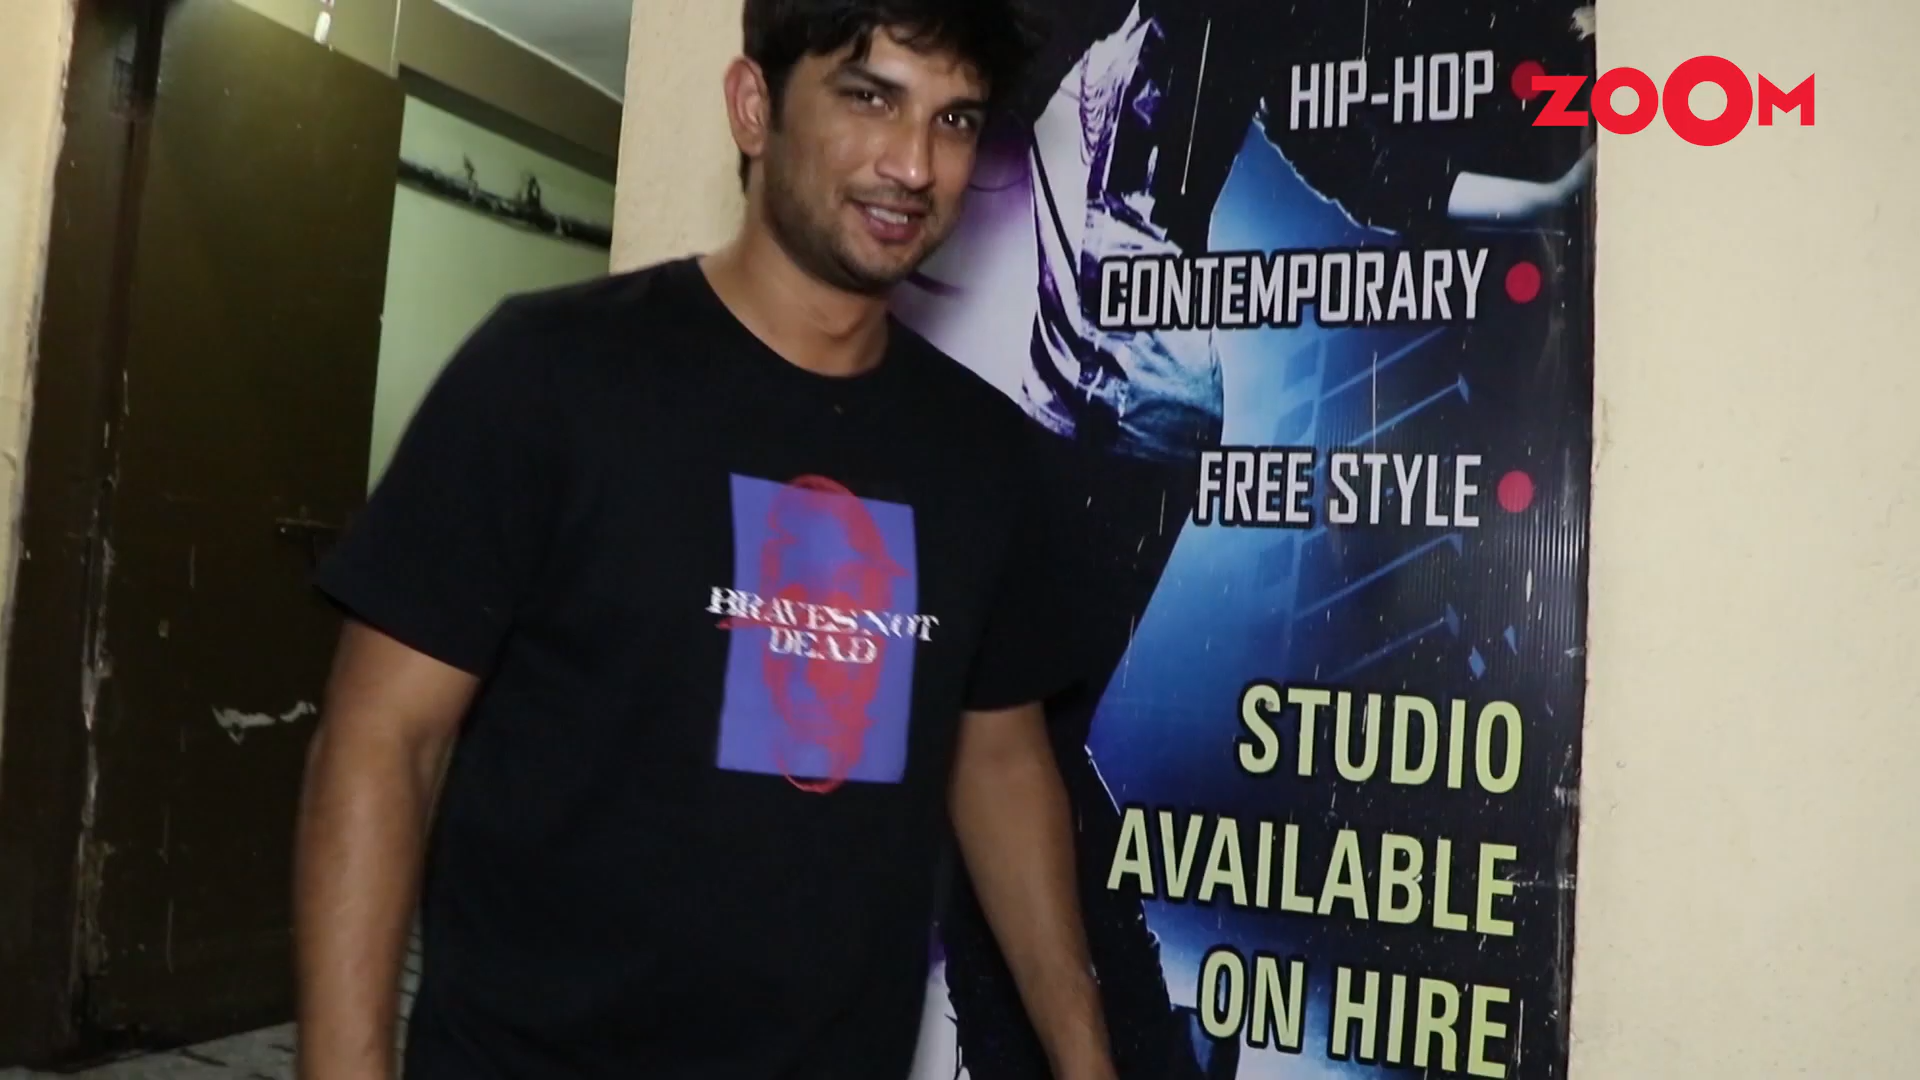 HIP-HOP
ZOOM
CONTEMPORARY
FREE STYLE
BRAVES NOT
DEAD
STUDIO
AVAILABLE
ON HIRE